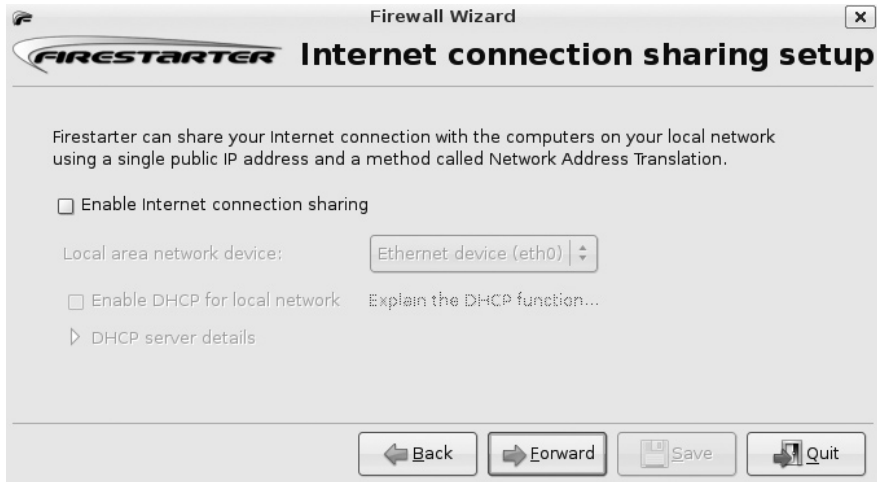 Firewall Wizard
FIRESTARTER Internet connection sharing setup
Firestarter can share your Internet connection with the computers on your local network
using a single public IP address and a method called Network Address Translation.
Enable Internet connection sharing
Local area network device: Ethernet device (eth0)
Enable DHCP for local network Explain the DHCP function...
DHCP server details
Back Forward Save Quit